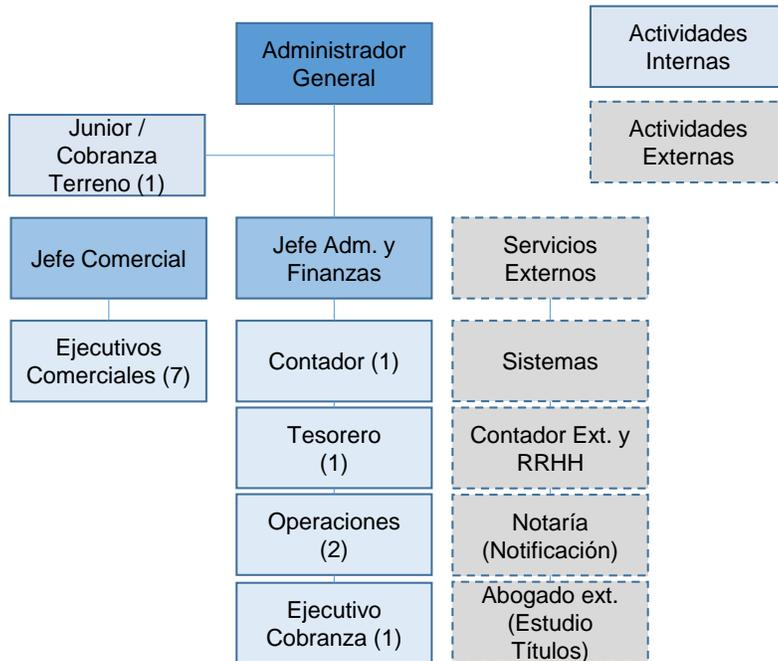 Administrador
General
Actividades
Internas
Actividades
Externas
Junior /
Cobranza
Terreno (1)
Jefe Comercial
Jefe Adm. y
Finanzas
Servicios
Externos
Ejecutivos
Comerciales (7)
Contador (1)
Sistemas
Tesorero
(1)
Contador Ext. y
RRHH
Operaciones
(2)
Notaría
(Notificación)
Ejecutivo
Cobranza (1)
Abogado ext.
(Estudio
Títulos)